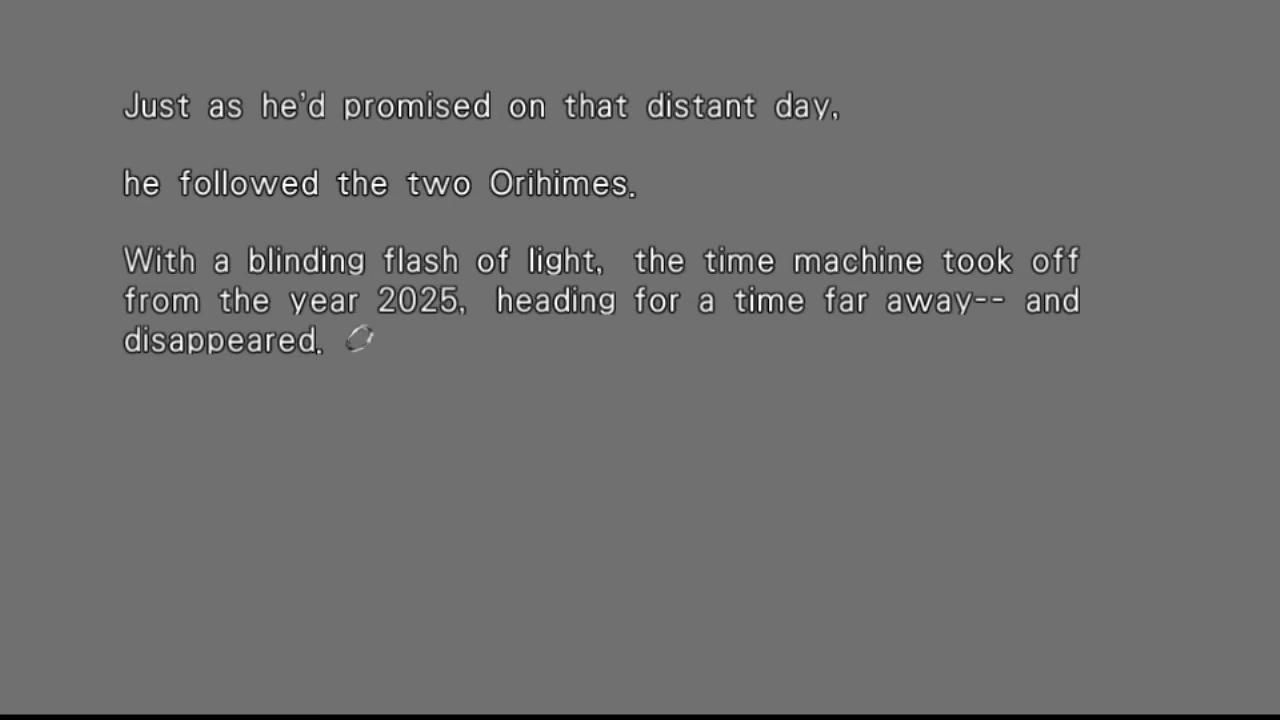 Just as he'd promised on that distant day,
he followed the two Orihimes.
With a blinding flash of light, the time machine took off
from the year 2025, heading for a time far away-- and
disappeared.